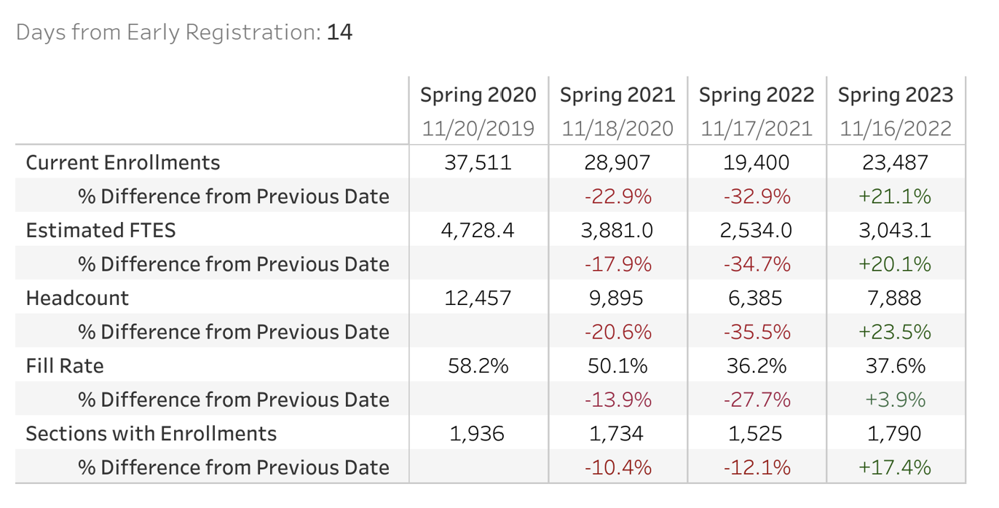 Days from Early Registration: 14
Spring 2020 Spring 2021 Spring 2022 Spring 2023
11/20/2019 11/18/2020 11/17/2021 11/16/2022
Current Enrollments 37,511 28,907 19,400 23,487
% Difference from Previous Date -22.9% -32.9% +21.1%
Estimated FTES 4,728.4 3,881.0 2,534.0 3,043.1
% Difference from Previous Date -17.9% -34.7% +20.1%
Headcount 12,457 9,895 6,385 7,888
% Difference from Previous Date -20.6% -35.5% +23.5%
Fill Rate 58.2% 50.1% 36.2% 37.6%
% Difference from Previous Date -13.9% -27.7% +3.9%
Sections with Enrollments 1,936 1,734 1,525 1,790
% Difference from Previous Date -10.4% -12.1% +17.4%